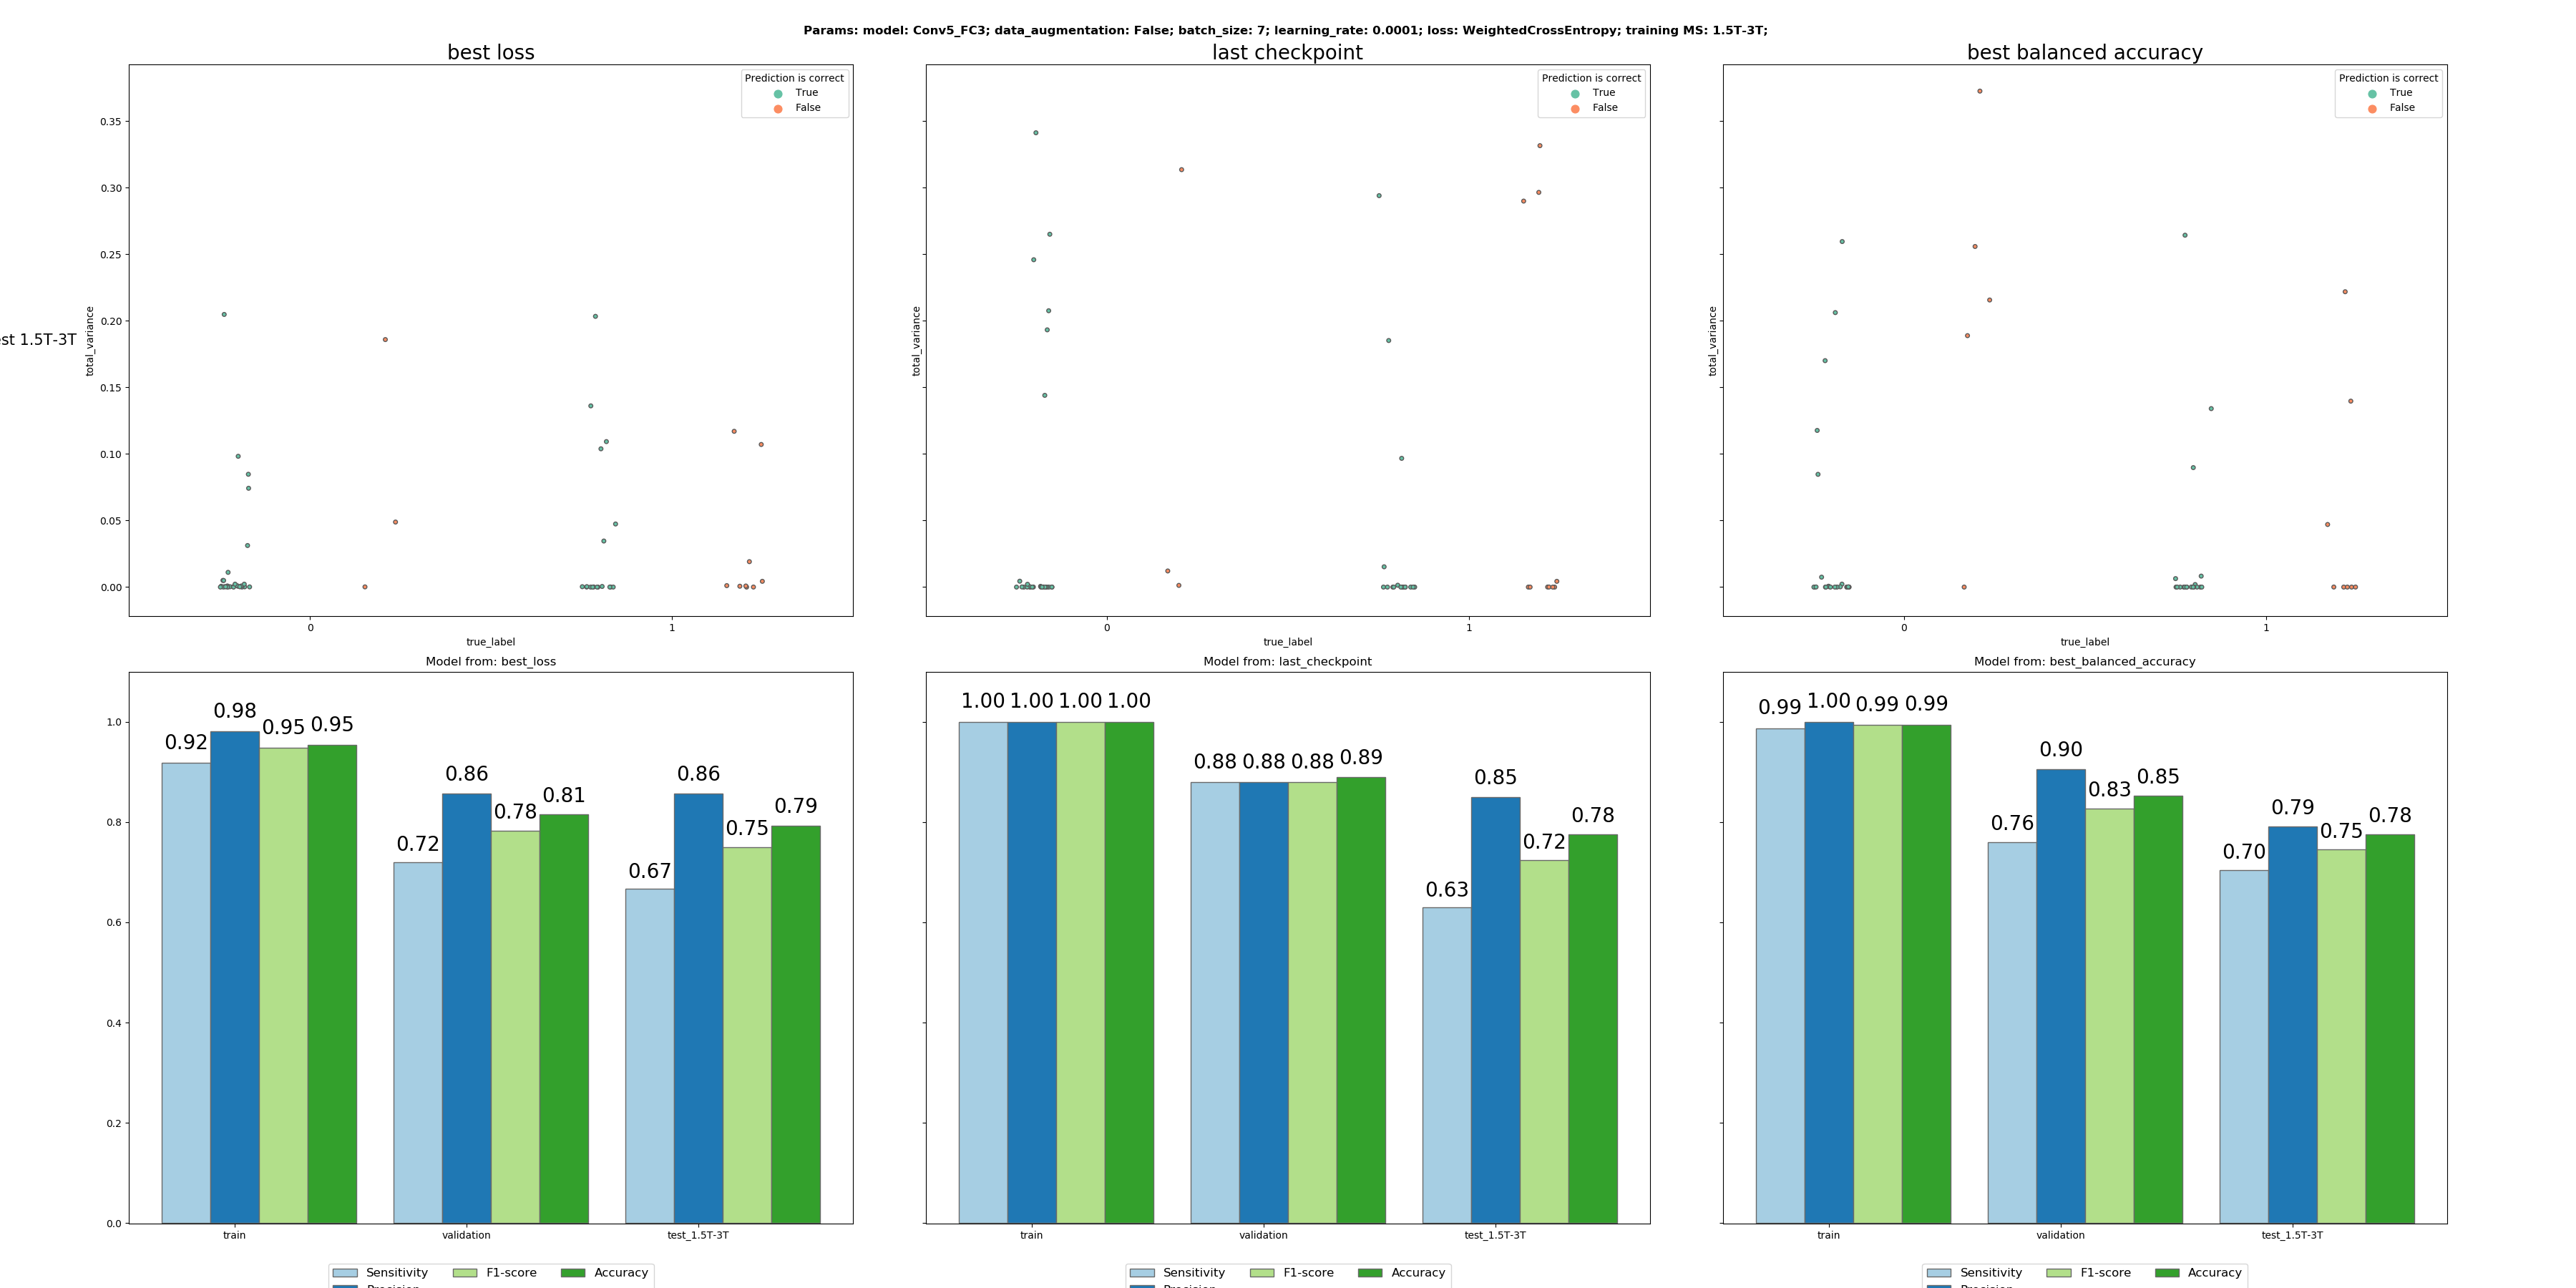 Params: model: Conv5_FC3; data_augmentation: False; batch_size: 7; learning_rate: 0.0001; loss: WeightedCrossEntropy; training MS: 1.5T-3T;
best loss
last checkpoint
best balanced accuracy
Prediction is correct
True
False
Prediction is correct
True
False
Prediction is correct
True
False
1.5T-3T
total_variance
0.35
0.30
0.25
0.20
0.15
0.10
0.05
0.00
total_variance
total_variance
0 1
true_label
0 1
true_label
0 1
true_label
Model from: best_loss
1.0
0.8
0.6
0.4
0.2
0.0
0.92 0.98 0.95 0.95
0.72 0.86 0.78 0.81
0.67 0.86 0.75 0.79
train validation test_1.5T-3T
Sensitivity F1-score Accuracy
Precision
Model from: last_checkpoint
1.00 1.00 1.00 1.00
0.88 0.88 0.88 0.89
0.63 0.85 0.72 0.78
train validation test_1.5T-3T
Sensitivity F1-score Accuracy
Precision
Model from: best_balanced_accuracy
0.99 1.00 0.99 0.99
0.76 0.90 0.83 0.85
0.70 0.79 0.75 0.78
train validation test_1.5T-3T
Sensitivity F1-score Accuracy
Precision